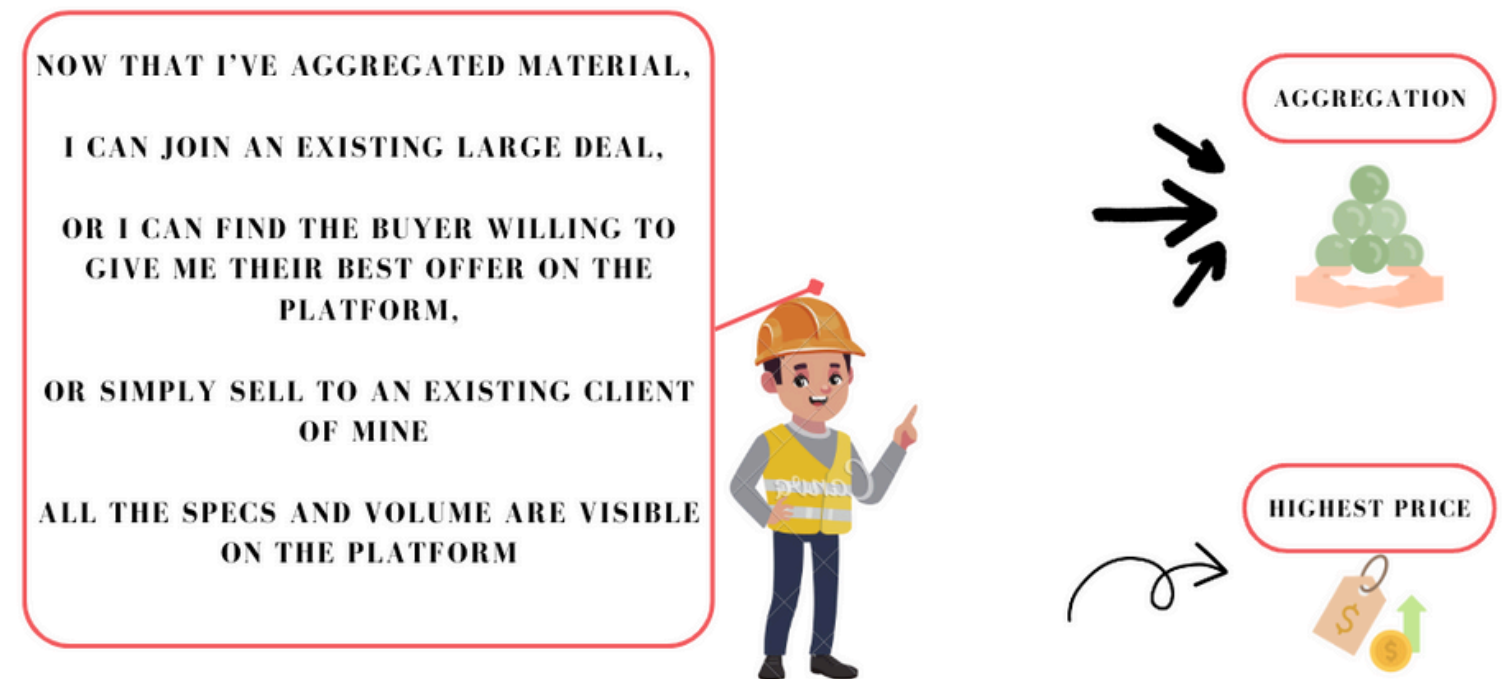 NOW THAT I'VE AGGREGATED MATERIAL,
I CAN JOIN AN EXISTING LARGE DEAL,
OR I CAN FIND THE BUYER WILLING TO
GIVE ME THEIR BEST OFFER ON THE
PLATFORM,
OR SIMPLY SELL TO AN EXISTING CLIENT
OF MINE
ALL THE SPECS AND VOLUME ARE VISIBLE
ON THE PLATFORM
Canva
AGGREGATION
HIGHEST PRICE
$
$